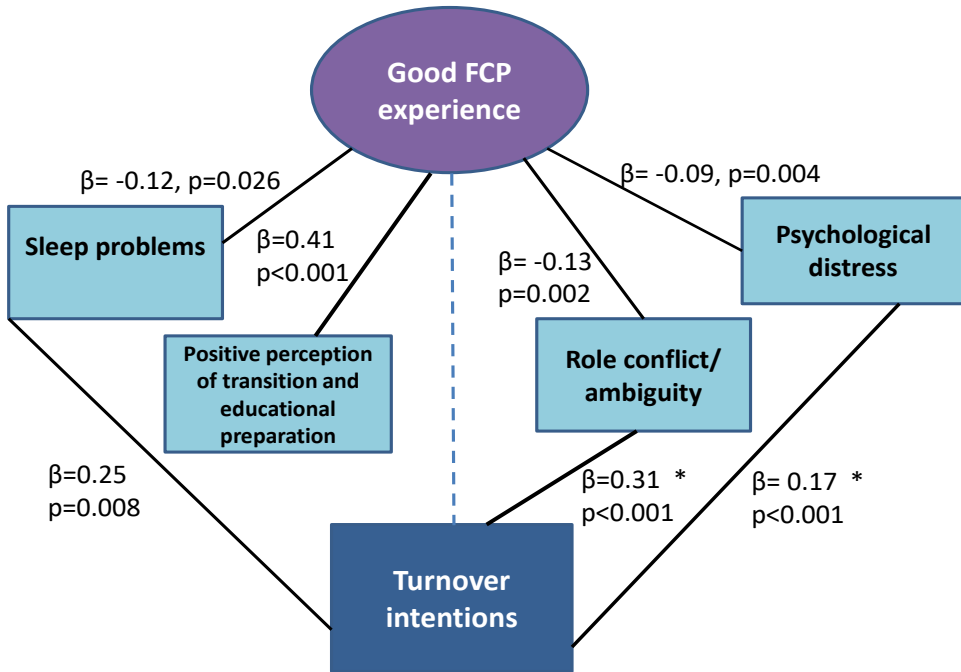 Good FCP
experience
β= -0.12, p=0.026
β= -0.09, p=0.004
Sleep problems
β=0.41
p<0.001
β= -0.13
p=0.002
Psychological
distress
Positive perception
of transition and
educational
preparation
Role conflict/
ambiguity
β=0.25
p=0.008
β=0.31 *
p<0.001
β= 0.17 *
p<0.001
Turnover
intentions